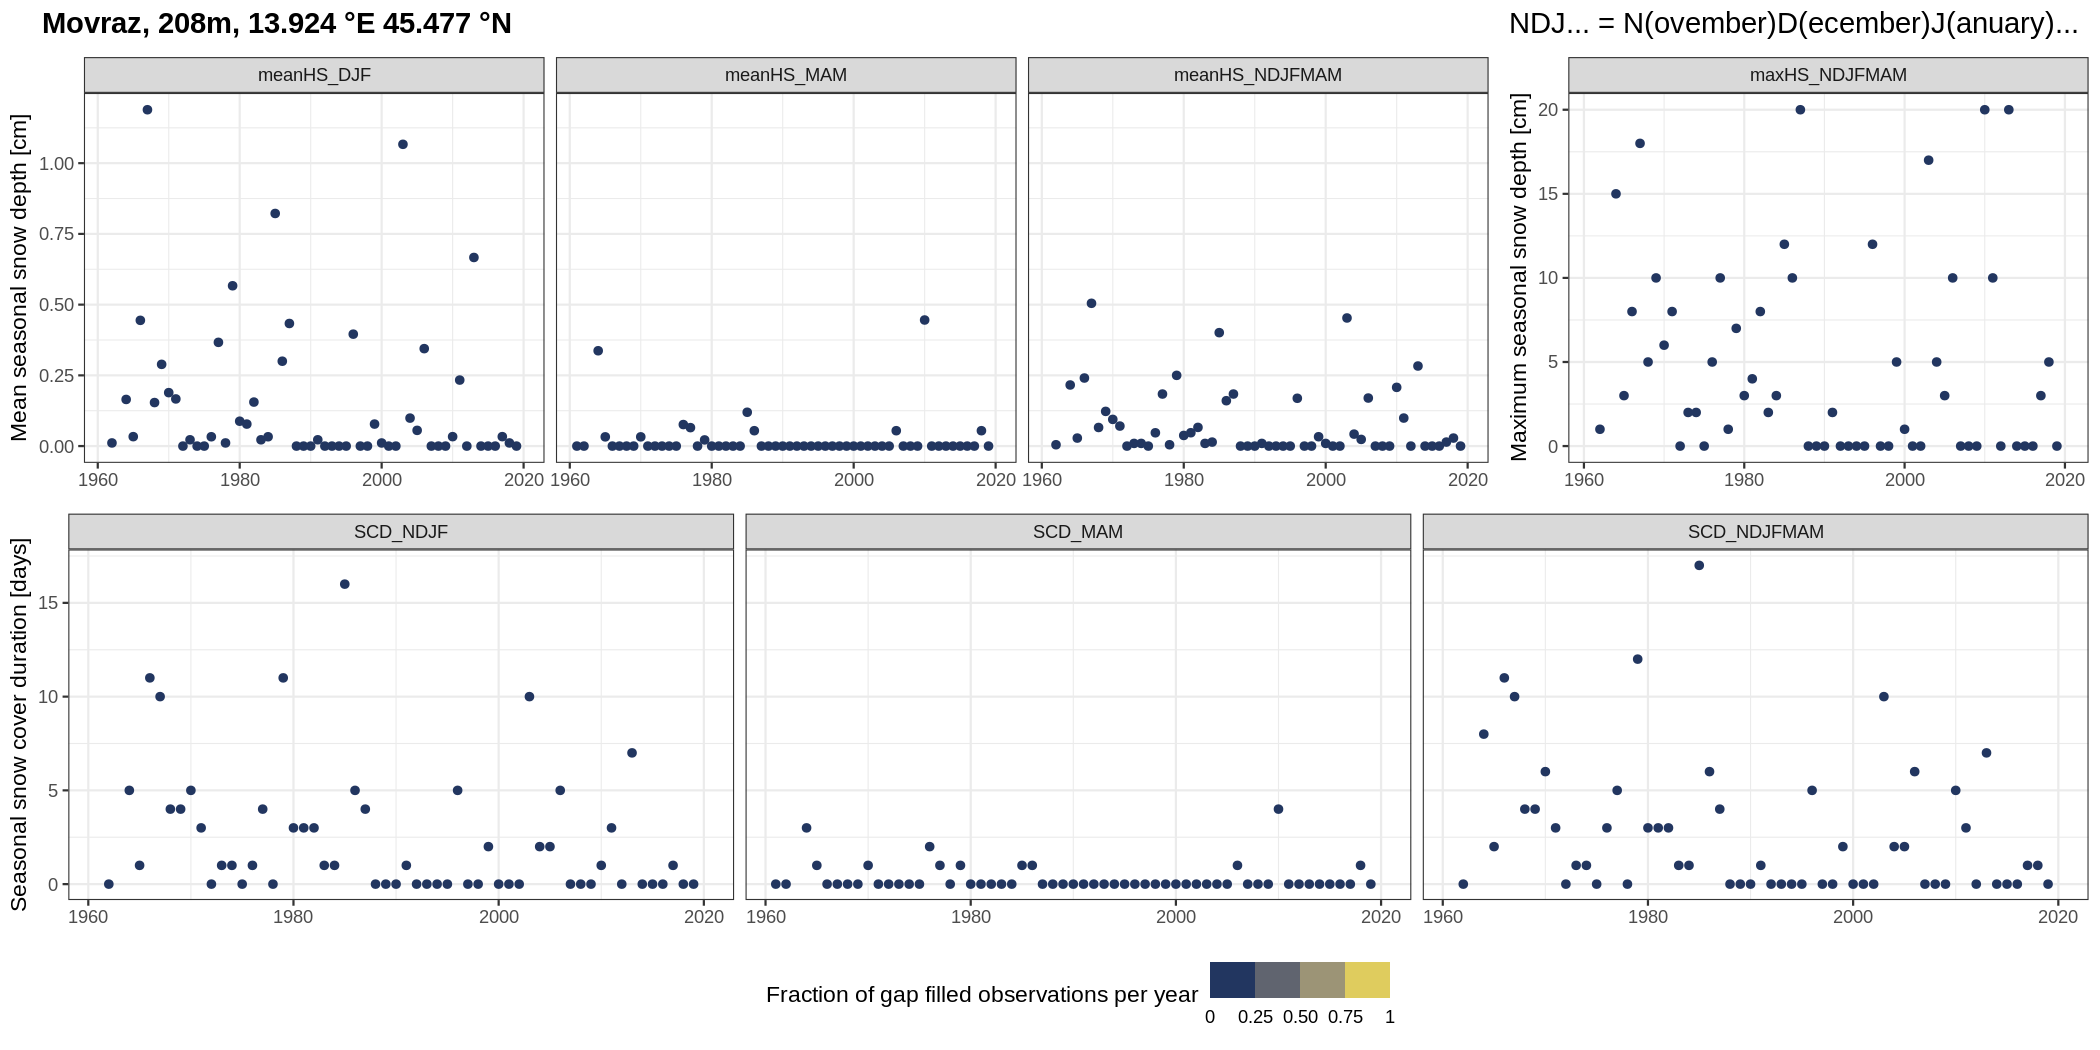 Movraz, 208m, 13.924 °E 45.477 °N
NDJ... = N(ovember)D(ecember)J(anuary)...
meanHS_DJF
meanHS_MAM
meanHS_NDJFMAM
maxHS_NDJFMAM
Mean seasonal snow depth [cm]
1.00
0.75
0.50
0.25
0.00
1960 1980 2000 2020
1960 1980 2000 2020
1960 1980 2000 2020
Maximum seasonal snow depth [cm]
20
15
10
5
0
1960 1980 2000 2020
SCD_NDJF
SCD_MAM
SCD_NDJFMAM
Seasonal snow cover duration [days]
15
10
5
0
1960 1980 2000 2020
1960 1980 2000 2020
1960 1980 2000 2020
Fraction of gap filled observations per year
0 0.25 0.50 0.75 1